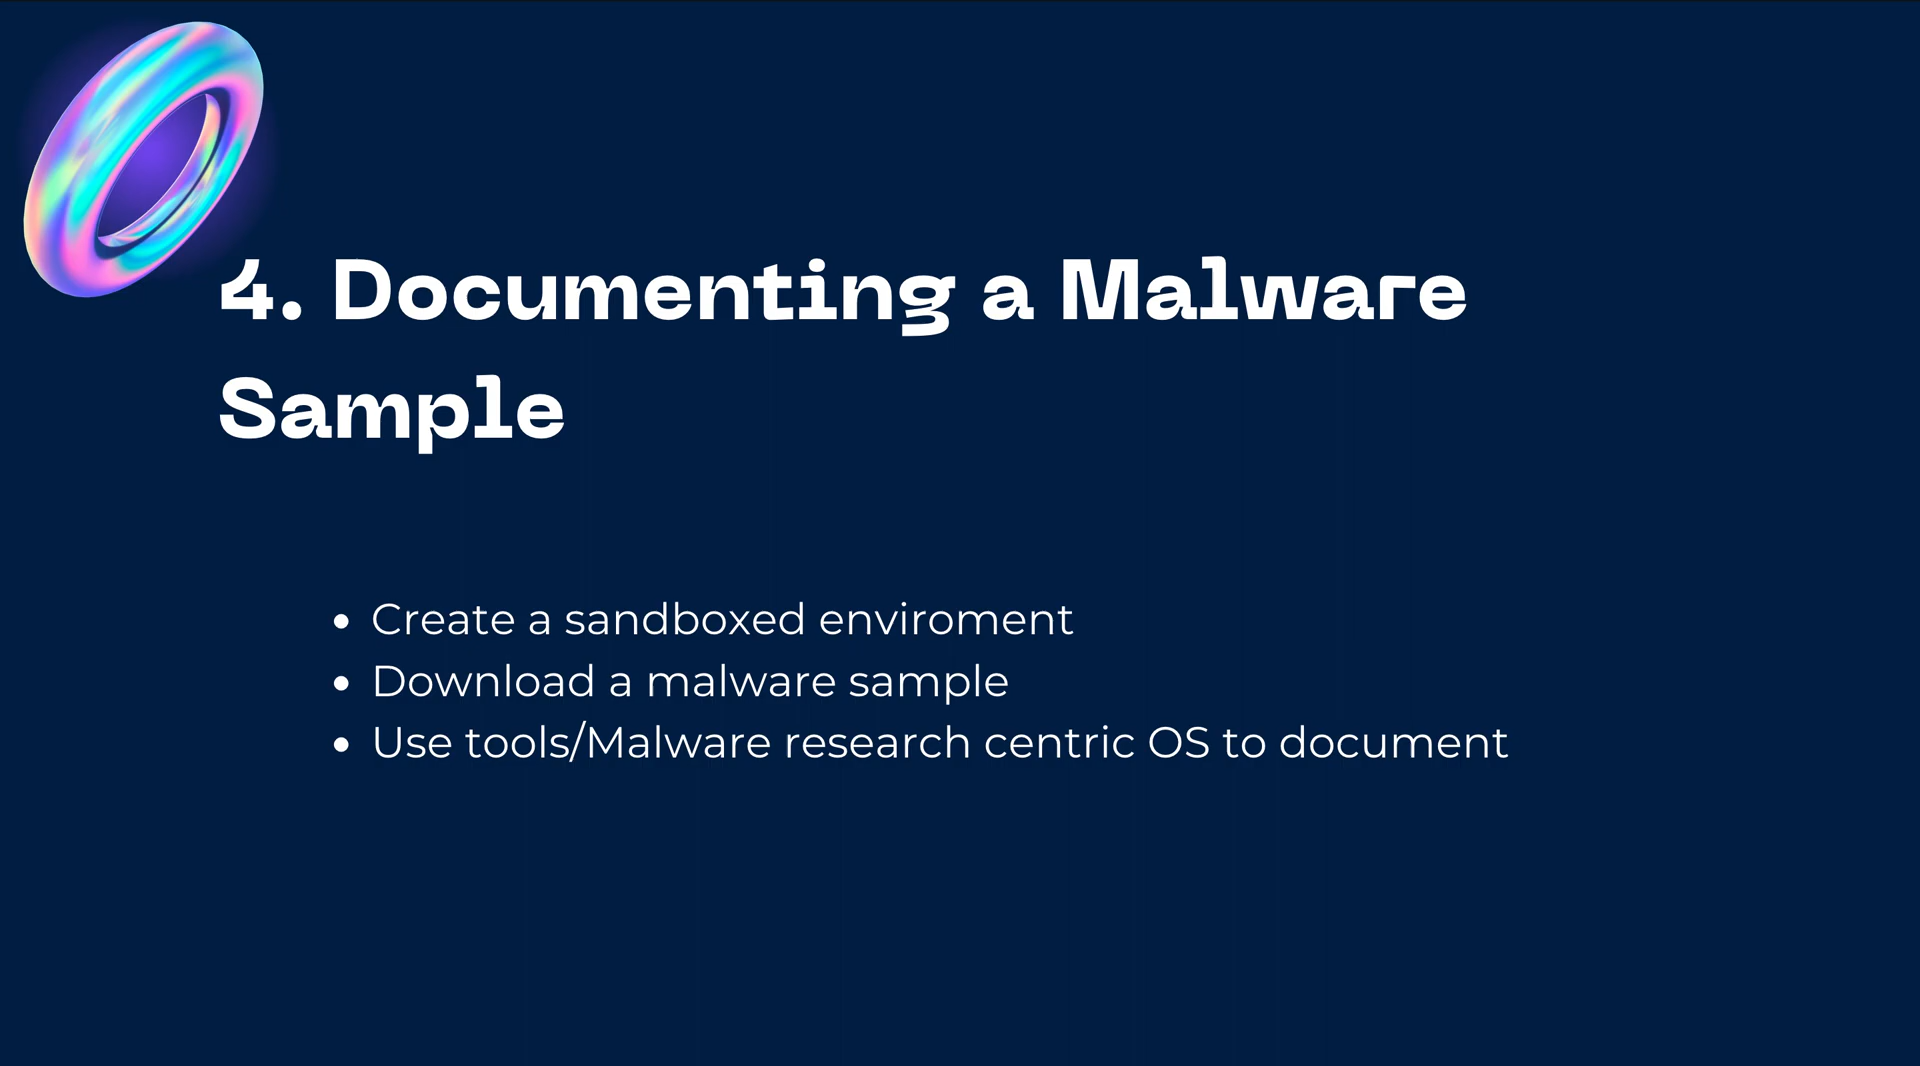 4. Documenting a Malware
Sample
• Create a sandboxed enviroment
• Download a malware sample
• Use tools/Malware research centric OS to document